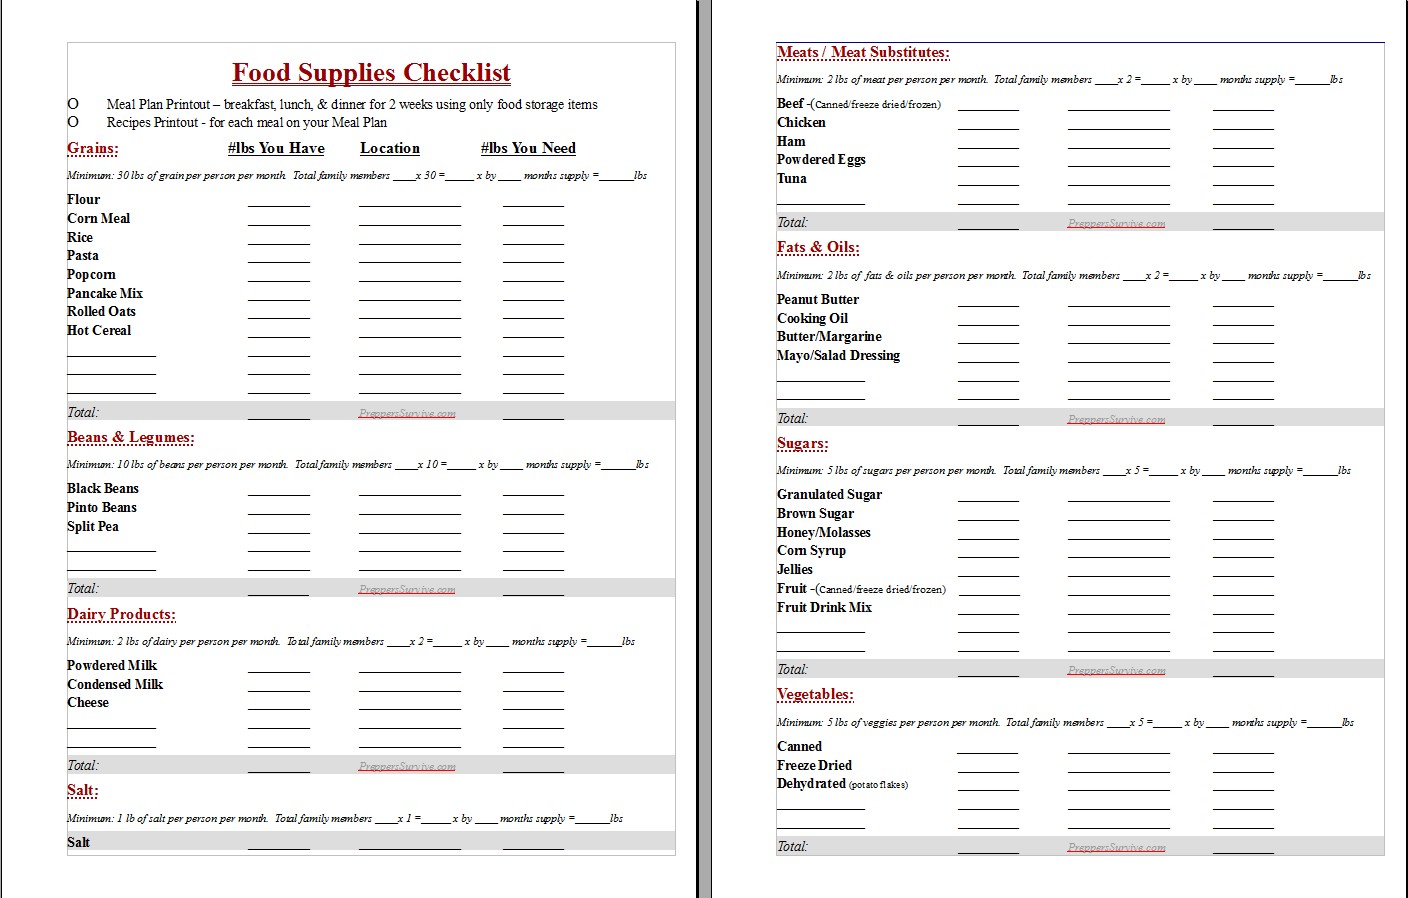 Food Supplies Checklist
O Meal Plan Printout – breakfast, lunch, & dinner for 2 weeks using only food storage items
O Recipes Printout - for each meal on your Meal Plan
Grains: #lbs You Have Location #lbs You Need
Minimum: 30 lbs of grain per person per month. Total family members ____x 30 =_____ x by ____ months supply =______lbs
Flour
Corn Meal
Rice
Pasta
Popcorn
Pancake Mix
Rolled Oats
Hot Cereal
Total: PreppersSurvive.com
Beans & Legumes:
Minimum: 10 lbs of beans per person per month. Total family members ____x 10 =_____ x by ____ months supply =______lbs
Black Beans
Pinto Beans
Split Pea
Total: PreppersSurvive.com
Dairy Products:
Minimum: 2 lbs of dairy per person per month. Total family members ____x 2 =_____ x by ____ months supply =______lbs
Powdered Milk
Condensed Milk
Cheese
Total: PreppersSurvive.com
Salt:
Minimum: 1 lb of salt per person per month. Total family members ____x 1 =_____ x by ____ months supply =______lbs
Salt
Meats / Meat Substitutes:
Minimum: 2 lbs of meat per person per month. Total family members ____x 2 =_____ x by ____ months supply =______lbs
Beef -(Canned/freeze dried/frozen)
Chicken
Ham
Powdered Eggs
Tuna
Total: PreppersSurvive.com
Fats & Oils:
Minimum: 2 lbs of fats & oils per person per month. Total family members ____x 2 =_____ x by ____ months supply =______lbs
Peanut Butter
Cooking Oil
Butter/Margarine
Mayo/Salad Dressing
Total: PreppersSurvive.com
Sugars:
Minimum: 5 lbs of sugars per person per month. Total family members ____x 5 =_____ x by ____ months supply =______lbs
Granulated Sugar
Brown Sugar
Honey/Molasses
Corn Syrup
Jellies
Fruit -(Canned/freeze dried/frozen)
Fruit Drink Mix
Total: PreppersSurvive.com
Vegetables:
Minimum: 5 lbs of veggies per person per month. Total family members ____x 5 =_____ x by ____ months supply =______lbs
Canned
Freeze Dried
Dehydrated (potato flakes)
Total: PreppersSurvive.com